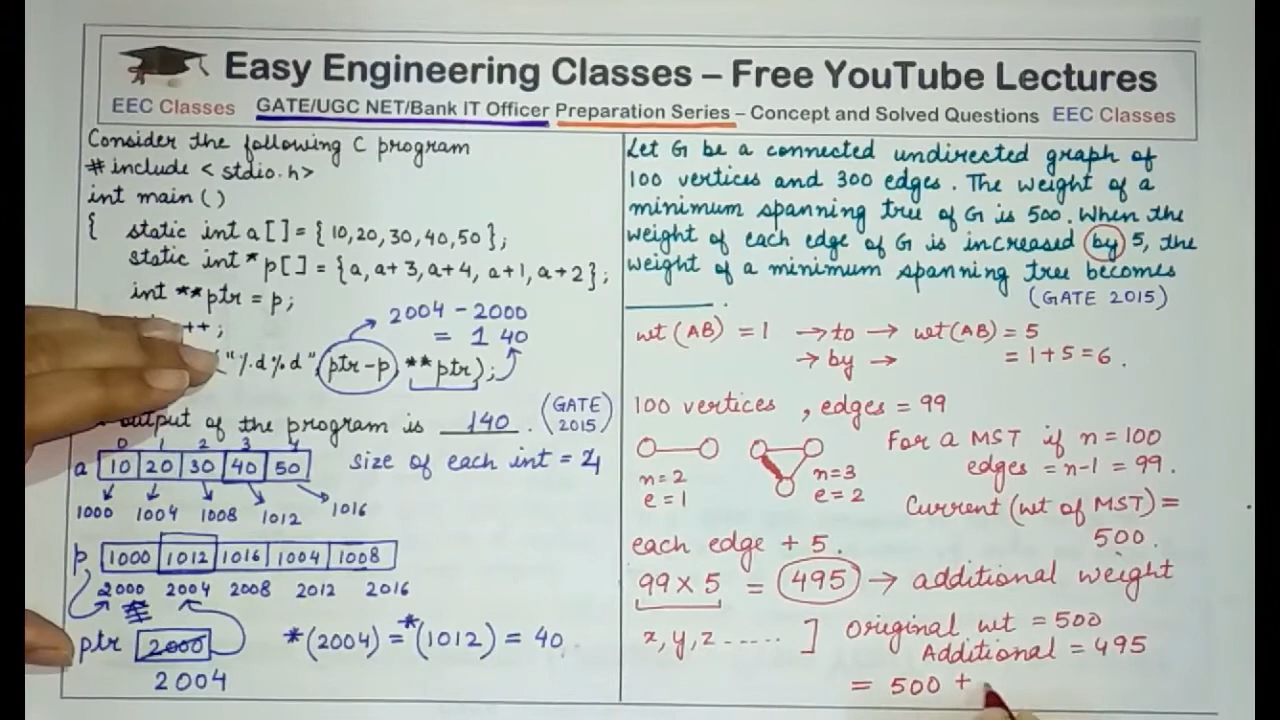 Easy Engineering Classes – Free YouTube Lectures
EEC Classes GATE/UGC NET/Bank IT Officer Preparation Series – Concept and Solved Questions EEC Classes
Consider the following C program
# include < stdio.h>
int main ( )
{ static int a [ ] = { 10, 20, 30, 40, 50 };
static int * p[ ] = { a, a+3, a+4, a+1, a+2 };
int **ptr = p;
++;
2004 - 2000
= 1 40
"%d%d", ptr-p, **ptr);
output of the program is 140 . (GATE 2015)
0 1 2 3 4
a 10 20 30 40 50 size of each int = 4
1000 1004 1008 1012 1016
p 1000 1012 1016 1004 1008
2000 2004 2008 2012 2016
ptr 2000 *(2004) = *(1012) = 40
2004
Let G be a connected undirected graph of
100 vertices and 300 edges. The weight of a
minimum spanning tree of G is 500. When the
weight of each edge of G is increased by 5, the
weight of a minimum spanning tree becomes
______ . (GATE 2015)
wt (AB) = 1 → to → wt(AB) = 5
→ by → = 1+5 = 6 .
100 vertices , edges = 99
For a MST if n = 100
edges = n-1 = 99 .
n=2 n=3
e=1 e=2
Current (wt of MST) =
500 .
each edge + 5 .
99 × 5 = 495 → additional weight
x, y, z ----- ] Original wt = 500
Additional = 495
= 500 +